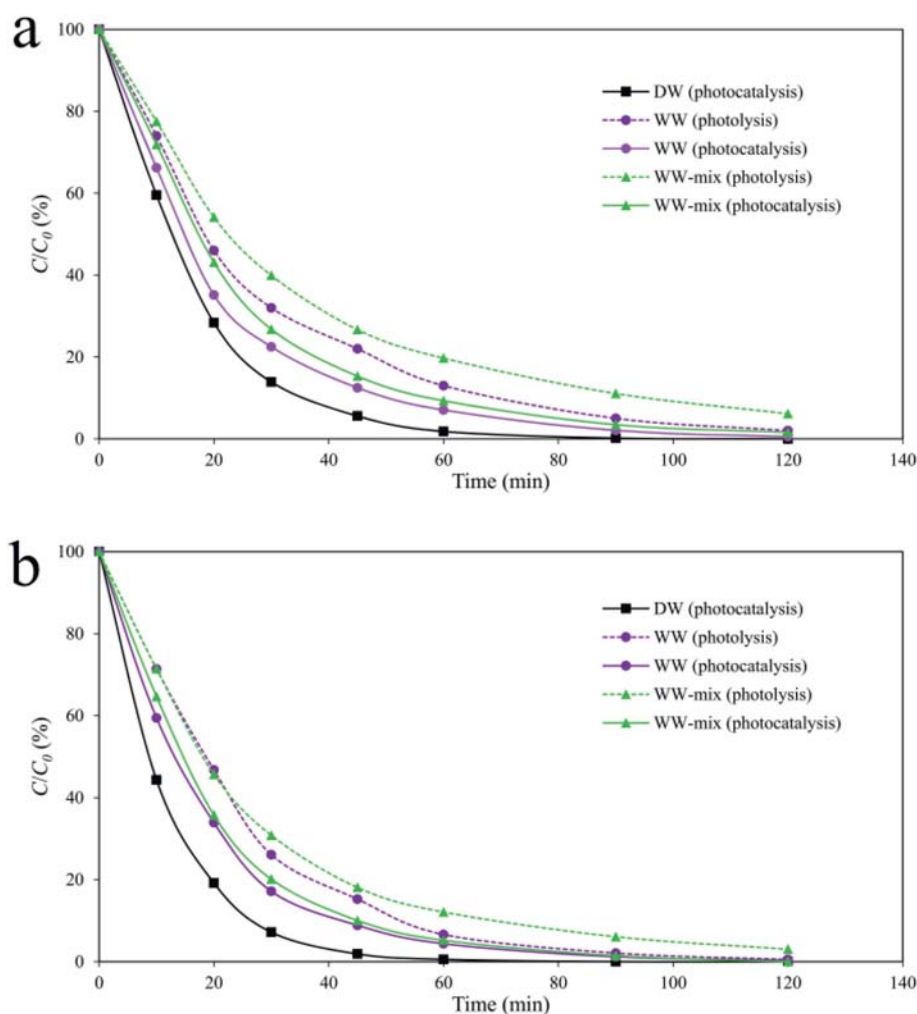 a
100
80
60
40
20
0
C/C0 (%)
DW (photocatalysis)
WW (photolysis)
WW (photocatalysis)
WW-mix (photolysis)
WW-mix (photocatalysis)
0 20 40 60 80 100 120 140
Time (min)
b
100
80
60
40
20
0
C/C0 (%)
DW (photocatalysis)
WW (photolysis)
WW (photocatalysis)
WW-mix (photolysis)
WW-mix (photocatalysis)
0 20 40 60 80 100 120 140
Time (min)